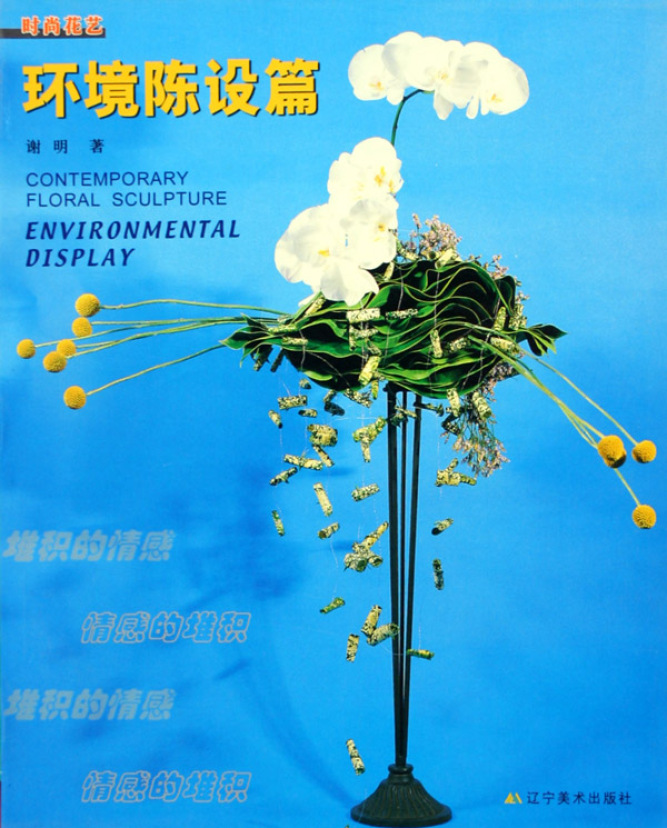 时尚花艺
环境陈设篇
谢明 著
CONTEMPORARY
FLORAL SCULPTURE
ENVIRONMENTAL
DISPLAY
堆积的情感
情感的堆积
堆积的情感
情感的堆积
辽宁美术出版社